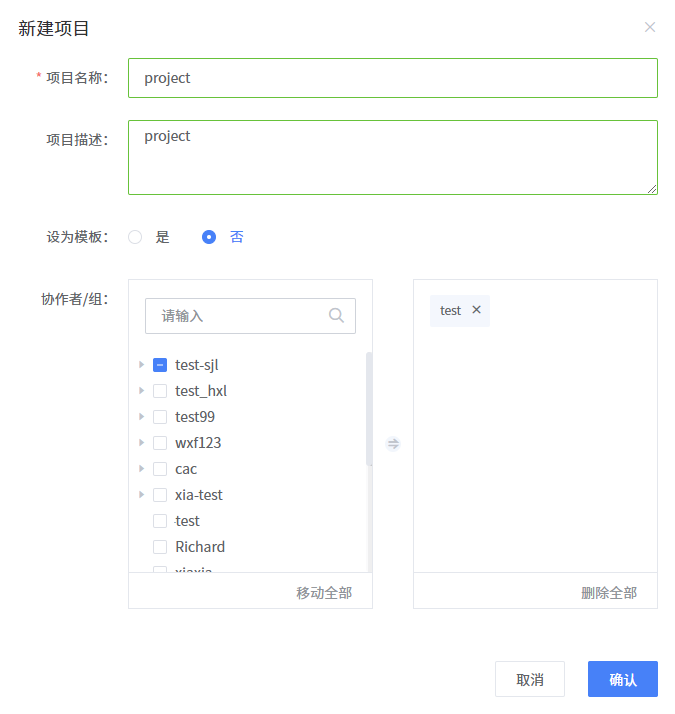 新建项目
* 项目名称：
project
项目描述：
project
设为模板：
是
否
协作者/组：
请输入
test-sjl
test_hxl
test99
wxf123
cac
xia-test
test
Richard
xiaxia
移动全部
test
删除全部
取消
确认